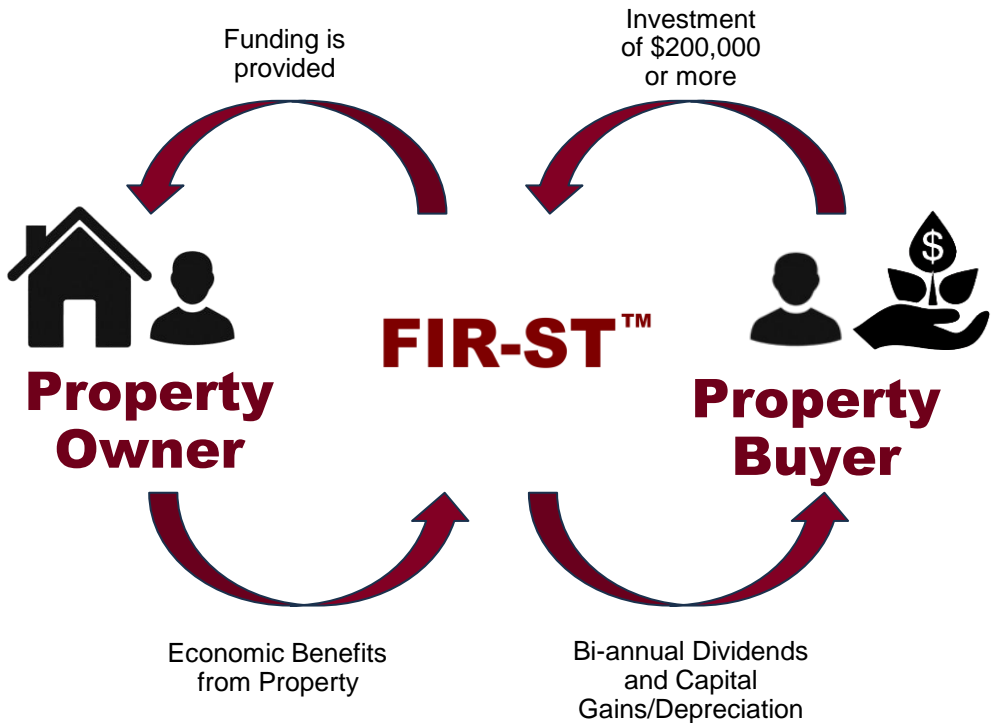 Funding is
provided
Investment
of $200,000
or more
$
FIR-ST™
Property
Owner
Property
Buyer
Economic Benefits
from Property
Bi-annual Dividends
and Capital
Gains/Depreciation